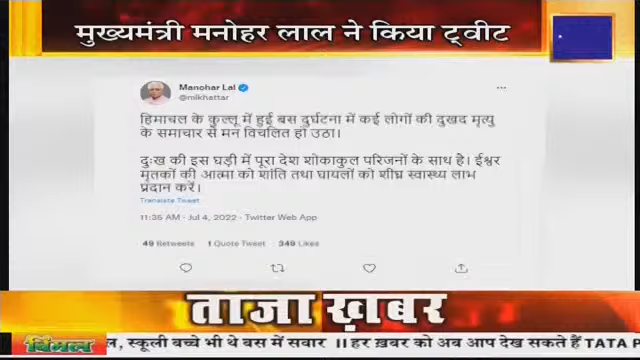 मुख्यमंत्री मनोहर लाल ने किया ट्वीट
Manohar Lal
@mlkhattar
हिमाचल के कुल्लू में हुई बस दुर्घटना में कई लोगों की दुखद मृत्यु
के समाचार से मन विचलित हो उठा।
दुःख की इस घड़ी में पूरा देश शोकाकुल परिजनों के साथ है। ईश्वर
मृतकों की आत्मा को शांति तथा घायलों को शीघ्र स्वास्थ्य लाभ
प्रदान करें।
Translate Tweet
11:35 AM · Jul 4, 2022 · Twitter Web App
49 Retweets 1 Quote Tweet 349 Likes
ताजा ख़बर
बिमल
ल, स्कूली बच्चे भी थे बस में सवार II हर ख़बर को अब आप देख सकते हैं TATA P